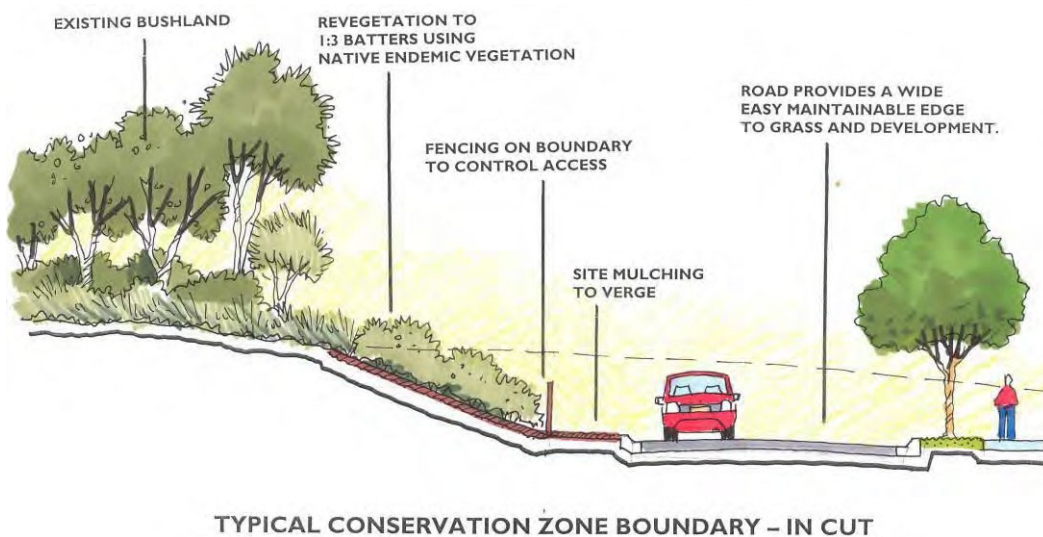 EXISTING BUSHLAND
REVEGETATION TO
1:3 BATTERS USING
NATIVE ENDEMIC VEGETATION
FENCING ON BOUNDARY
TO CONTROL ACCESS
SITE MULCHING
TO VERGE
ROAD PROVIDES A WIDE
EASY MAINTAINABLE EDGE
TO GRASS AND DEVELOPMENT.
TYPICAL CONSERVATION ZONE BOUNDARY – IN CUT